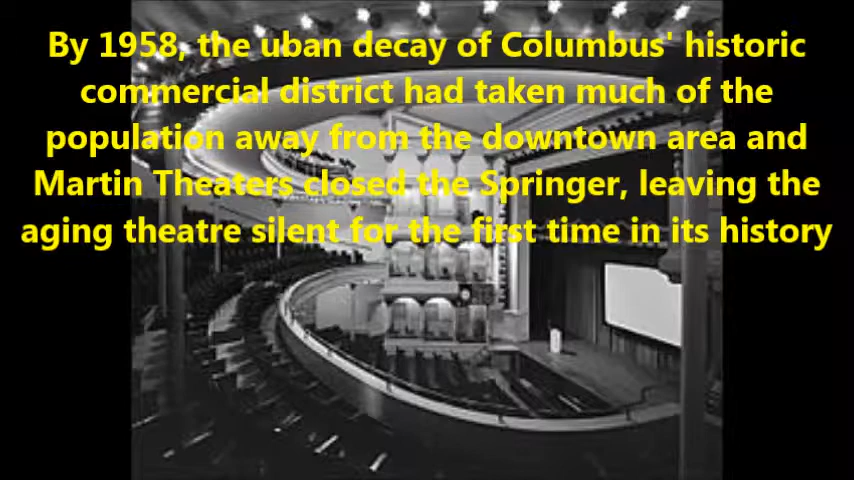 By 1958, the uban decay of Columbus' historic
commercial district had taken much of the
population away from the downtown area and
Martin Theaters closed the Springer, leaving the
aging theatre silent for the first time in its history